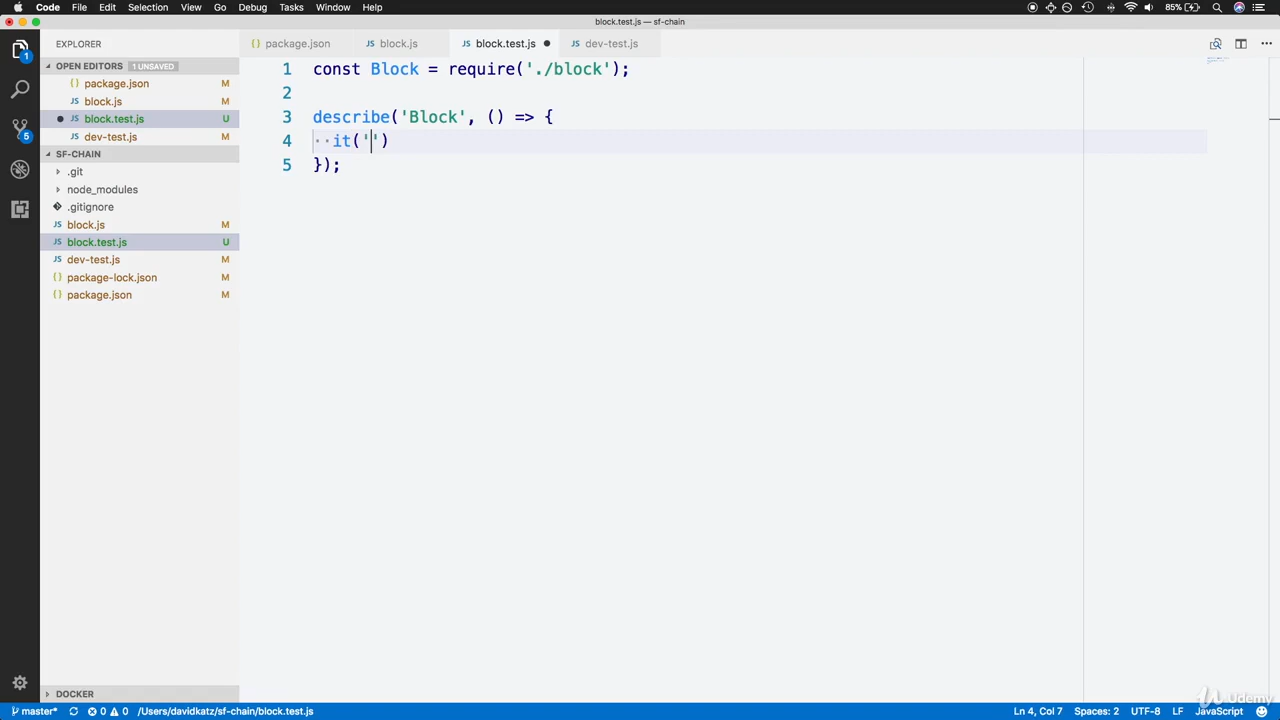 Code File Edit Selection View Go Debug Tasks Window Help 85%
block.test.js — sf-chain
EXPLORER
package.json
block.js
block.test.js
dev-test.js
OPEN EDITORS 1 UNSAVED
package.json M
block.js M
block.test.js U
dev-test.js M
SF-CHAIN
.git
node_modules
.gitignore
block.js M
block.test.js U
dev-test.js M
package-lock.json M
package.json M
1 const Block = require('./block');
2
3 describe('Block', () => {
4 it('')
5 });
DOCKER
master* 0 0 /Users/davidkatz/sf-chain/block.test.js
Ln 4, Col 7 Spaces: 2 UTF-8 LF JavaScript
Udemy